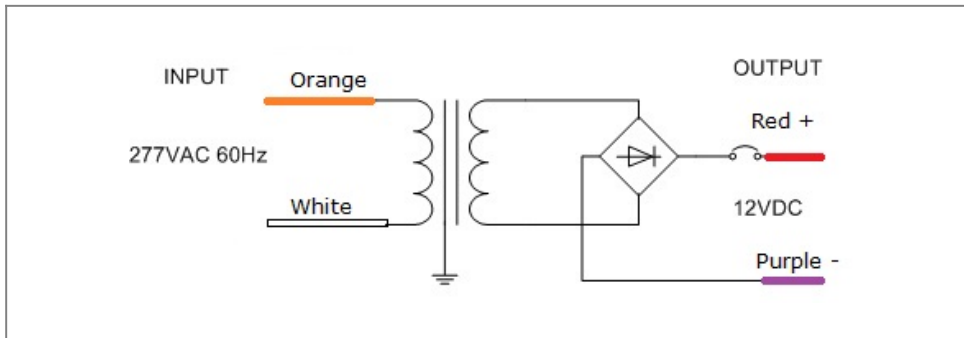 INPUT
Orange
277VAC 60Hz
White
OUTPUT
Red +
12VDC
Purple -